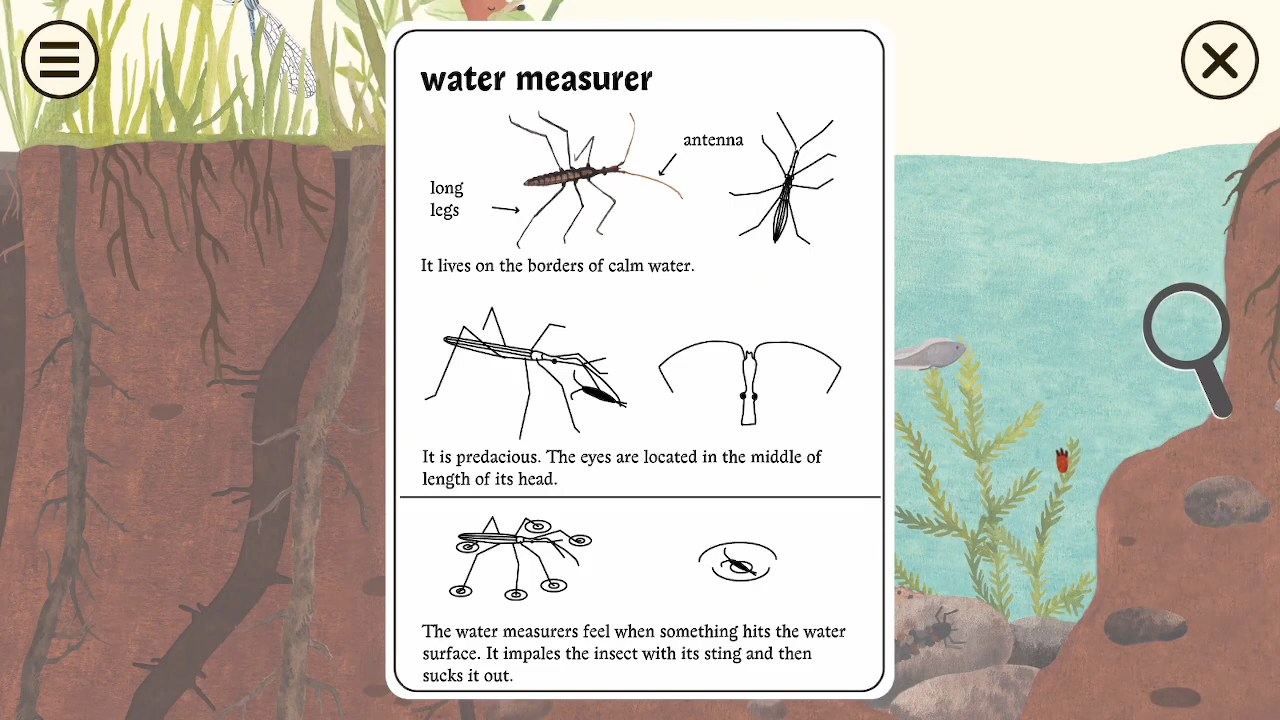 water measurer
antenna
long
legs
It lives on the borders of calm water.
It is predacious. The eyes are located in the middle of
length of its head.
The water measurers feel when something hits the water
surface. It impales the insect with its sting and then
sucks it out.